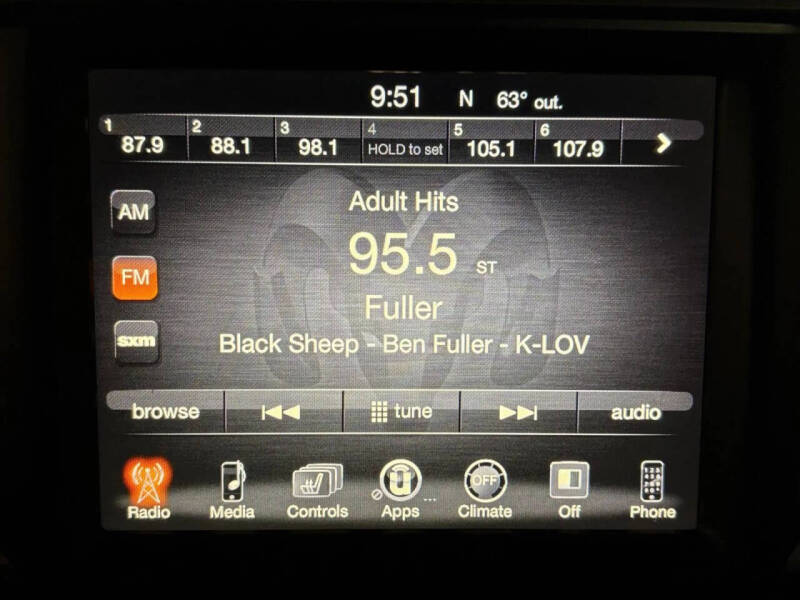 9:51 N 63° out.
1 2 3 4 5 6
87.9 88.1 98.1 HOLD to set 105.1 107.9
AM
Adult Hits
95.5 ST
FM
Fuller
sxm
Black Sheep - Ben Fuller - K-LOV
browse tune audio
OFF
Radio Media Controls Apps ... Climate Off Phone